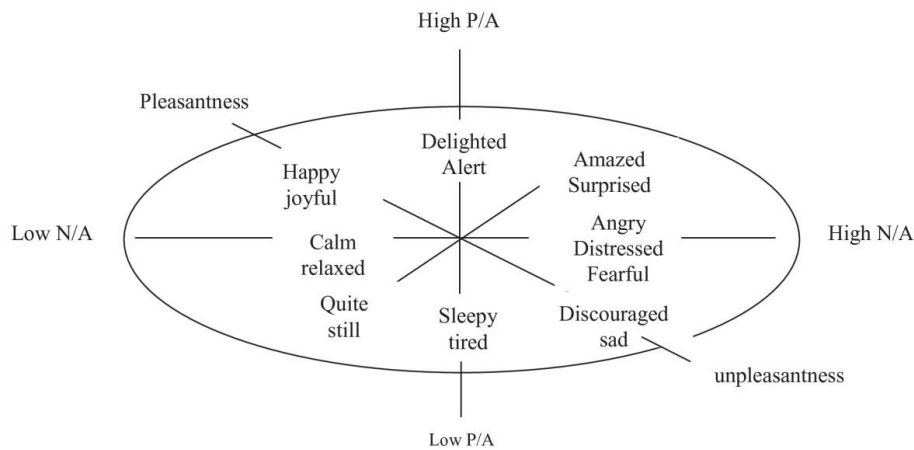 High P/A
Pleasantness
Delighted
Alert
Amazed
Surprised
Happy
joyful
Low N/A
Calm
relaxed
Angry
Distressed
Fearful
High N/A
Quite
still
Sleepy
tired
Discouraged
sad
unpleasantness
Low P/A